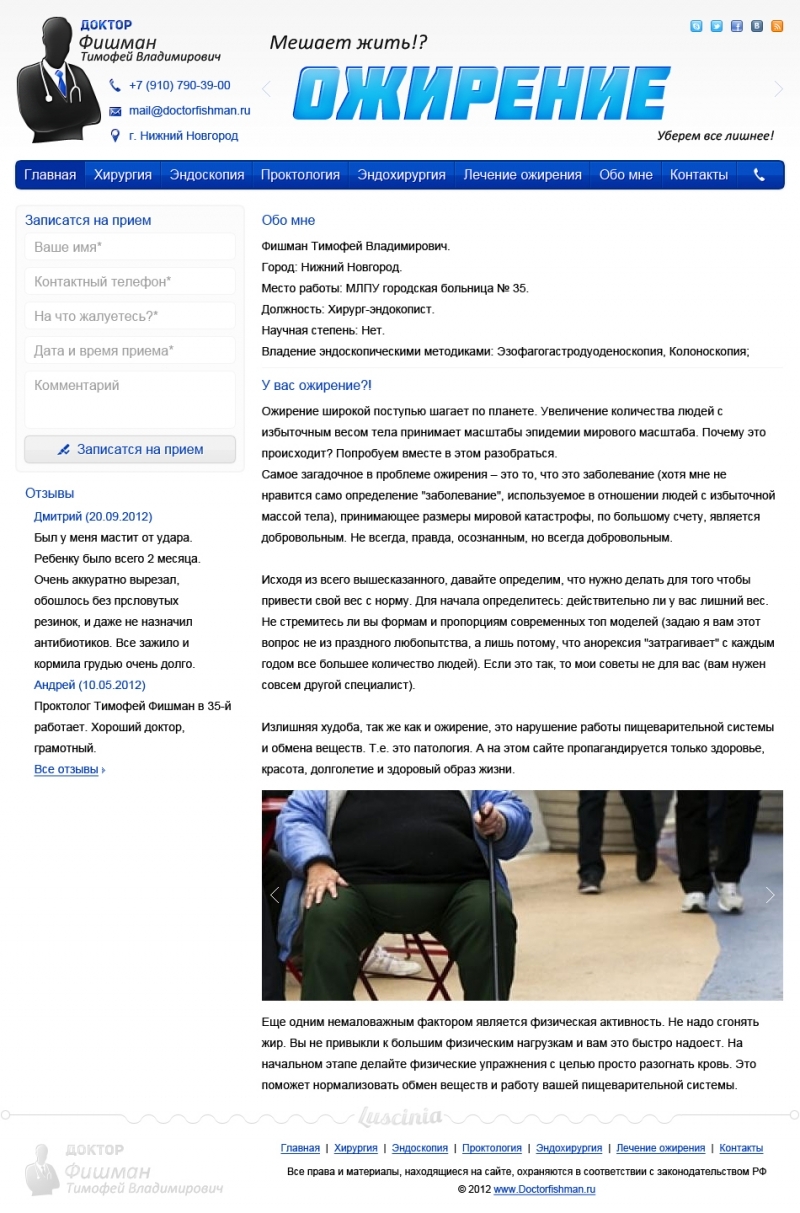 ДОКТОР
Фишман
Тимофей Владимирович
+7 (910) 790-39-00
mail@doctorfishman.ru
г. Нижний Новгород
Мешает жить!?
ОЖИРЕНИЕ
Уберем все лишнее!
Главная Хирургия Эндоскопия Проктология Эндохирургия Лечение ожирения Обо мне Контакты
Записатся на прием
Ваше имя*
Контактный телефон*
На что жалуетесь?*
Дата и время приема*
Комментарий
Записатся на прием
Отзывы
Дмитрий (20.09.2012)
Был у меня мастит от удара.
Ребенку было всего 2 месяца.
Очень аккуратно вырезал,
обошлось без прсловутых
резинок, и даже не назначил
антибиотиков. Все зажило и
кормила грудью очень долго.
Андрей (10.05.2012)
Проктолог Тимофей Фишман в 35-й
работает. Хороший доктор,
грамотный.
Все отзывы
Обо мне
Фишман Тимофей Владимирович.
Город: Нижний Новгород.
Место работы: МЛПУ городская больница № 35.
Должность: Хирург-эндокопист.
Научная степень: Нет.
Владение эндоскопическими методиками: Эзофагогастродуоденоскопия, Колоноскопия;
У вас ожирение?!
Ожирение широкой поступью шагает по планете. Увеличение количества людей с
избыточным весом тела принимает масштабы эпидемии мирового масштаба. Почему это
происходит? Попробуем вместе в этом разобраться.
Самое загадочное в проблеме ожирения – это то, что это заболевание (хотя мне не
нравится само определение "заболевание", используемое в отношении людей с избыточной
массой тела), принимающее размеры мировой катастрофы, по большому счету, является
добровольным. Не всегда, правда, осознанным, но всегда добровольным.
Исходя из всего вышесказанного, давайте определим, что нужно делать для того чтобы
привести свой вес с норму. Для начала определитесь: действительно ли у вас лишний вес.
Не стремитесь ли вы формам и пропорциям современных топ моделей (задаю я вам этот
вопрос не из праздного любопытства, а лишь потому, что анорексия "затрагивает" с каждым
годом все большее количество людей). Если это так, то мои советы не для вас (вам нужен
совсем другой специалист).
Излишняя худоба, так же как и ожирение, это нарушение работы пищеварительной системы
и обмена веществ. Т.е. это патология. А на этом сайте пропагандируется только здоровье,
красота, долголетие и здоровый образ жизни.
Еще одним немаловажным фактором является физическая активность. Не надо сгонять
жир. Вы не привыкли к большим физическим нагрузкам и вам это быстро надоест. На
начальном этапе делайте физические упражнения с целью просто разогнать кровь. Это
поможет нормализовать обмен веществ и работу вашей пищеварительной системы.
Luscinia
ДОКТОР
Фишман
Тимофей Владимирович
Главная | Хирургия | Эндоскопия | Проктология | Эндохирургия | Лечение ожирения | Контакты
Все права и материалы, находящиеся на сайте, охраняются в соответствии с законодательством РФ
© 2012 www.Doctorfishman.ru